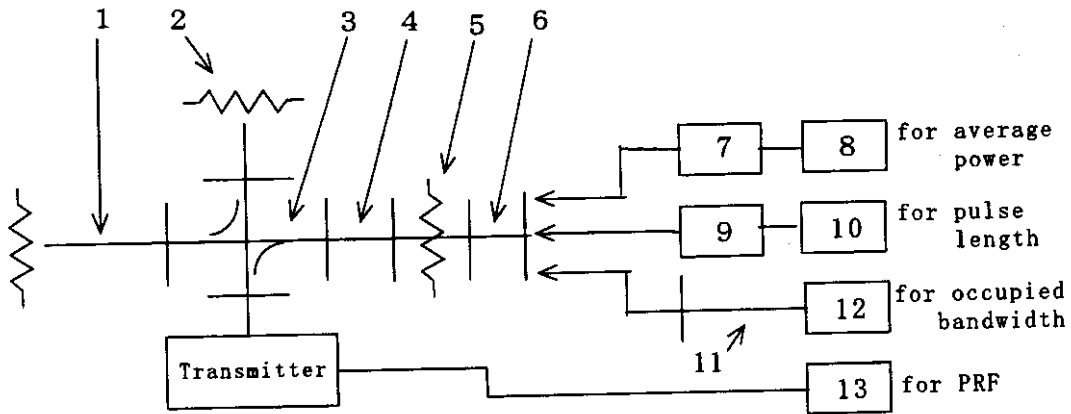 1 2 3 4 5 6
7 8 for average
power
9 10 for pulse
length
12 for occupied
bandwidth
11
Transmitter
13 for PRF